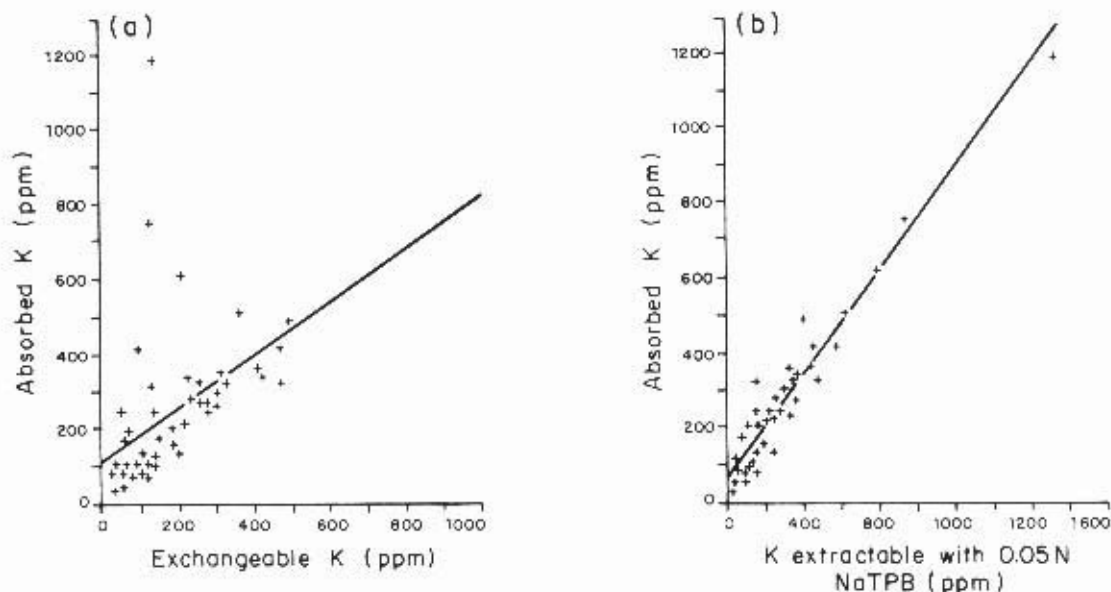 (a)
1200
1000
800
600
400
200
0
Absorbed K (ppm)
0 200 400 600 800 1000
Exchangeable K (ppm)
(b)
1200
1000
800
600
400
200
0
Absorbed K (ppm)
0 400 800 1200 1600
K extractable with 0.05N
NaTPB (ppm)